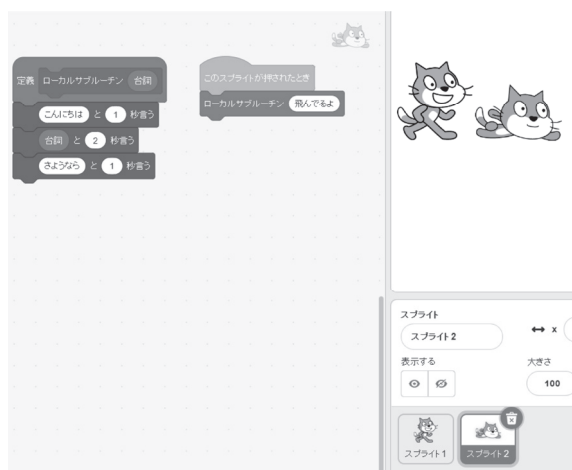 定義 ローカルサブルーチン 台詞
こんにちは と 1 秒言う
台詞 と 2 秒言う
さようなら と 1 秒言う
このスプライトが押されたとき
ローカルサブルーチン 飛んでるよ
スプライト
スプライト2
x
表示する
大きさ
100
スプライト1
スプライト2